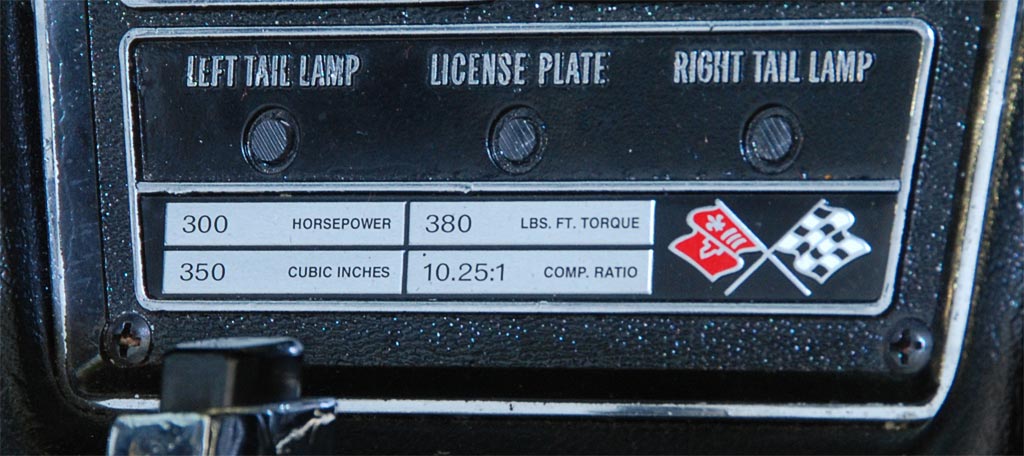 LEFT TAIL LAMP LICENSE PLATE RIGHT TAIL LAMP
300 HORSEPOWER 380 LBS. FT. TORQUE
350 CUBIC INCHES 10.25:1 COMP. RATIO